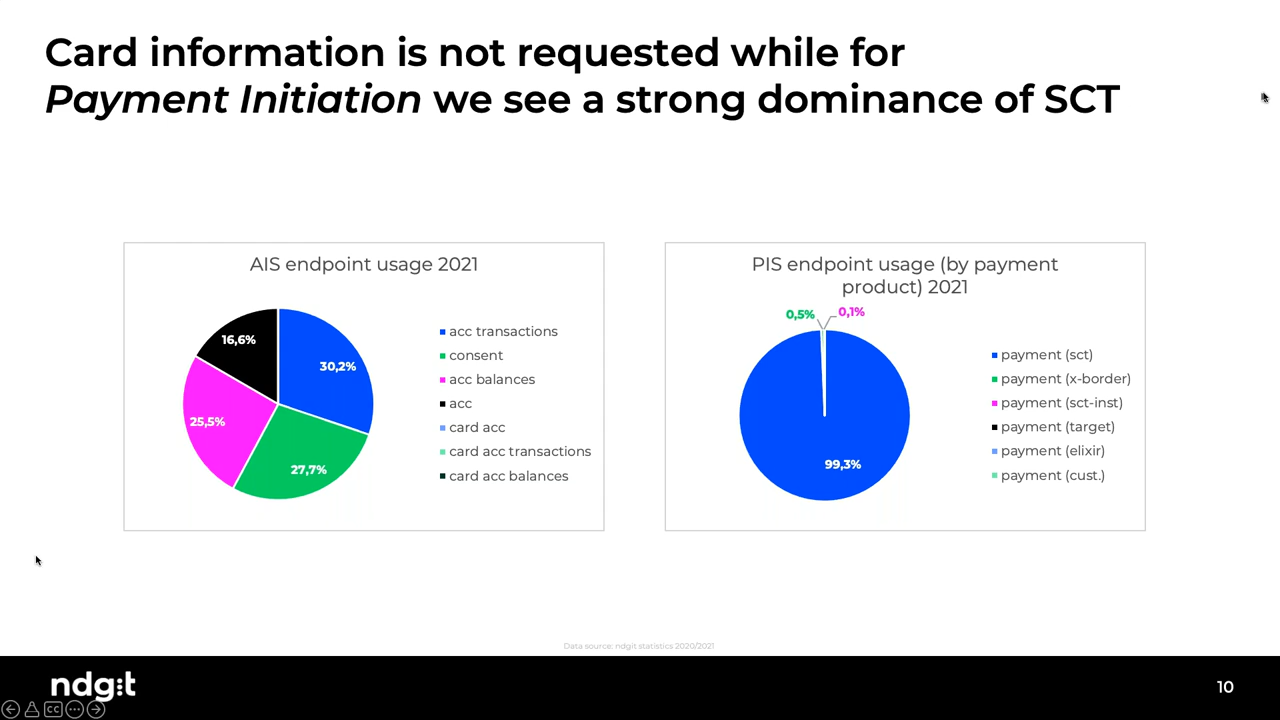 Card information is not requested while for
Payment Initiation we see a strong dominance of SCT
AIS endpoint usage 2021
16,6%
30,2%
25,5%
27,7%
acc transactions
consent
acc balances
acc
card acc
card acc transactions
card acc balances
PIS endpoint usage (by payment
product) 2021
0,5%
0,1%
99,3%
payment (sct)
payment (x-border)
payment (sct-inst)
payment (target)
payment (elixir)
payment (cust.)
Data source: ndgit statistics 2020/2021
ndgit
10
CC